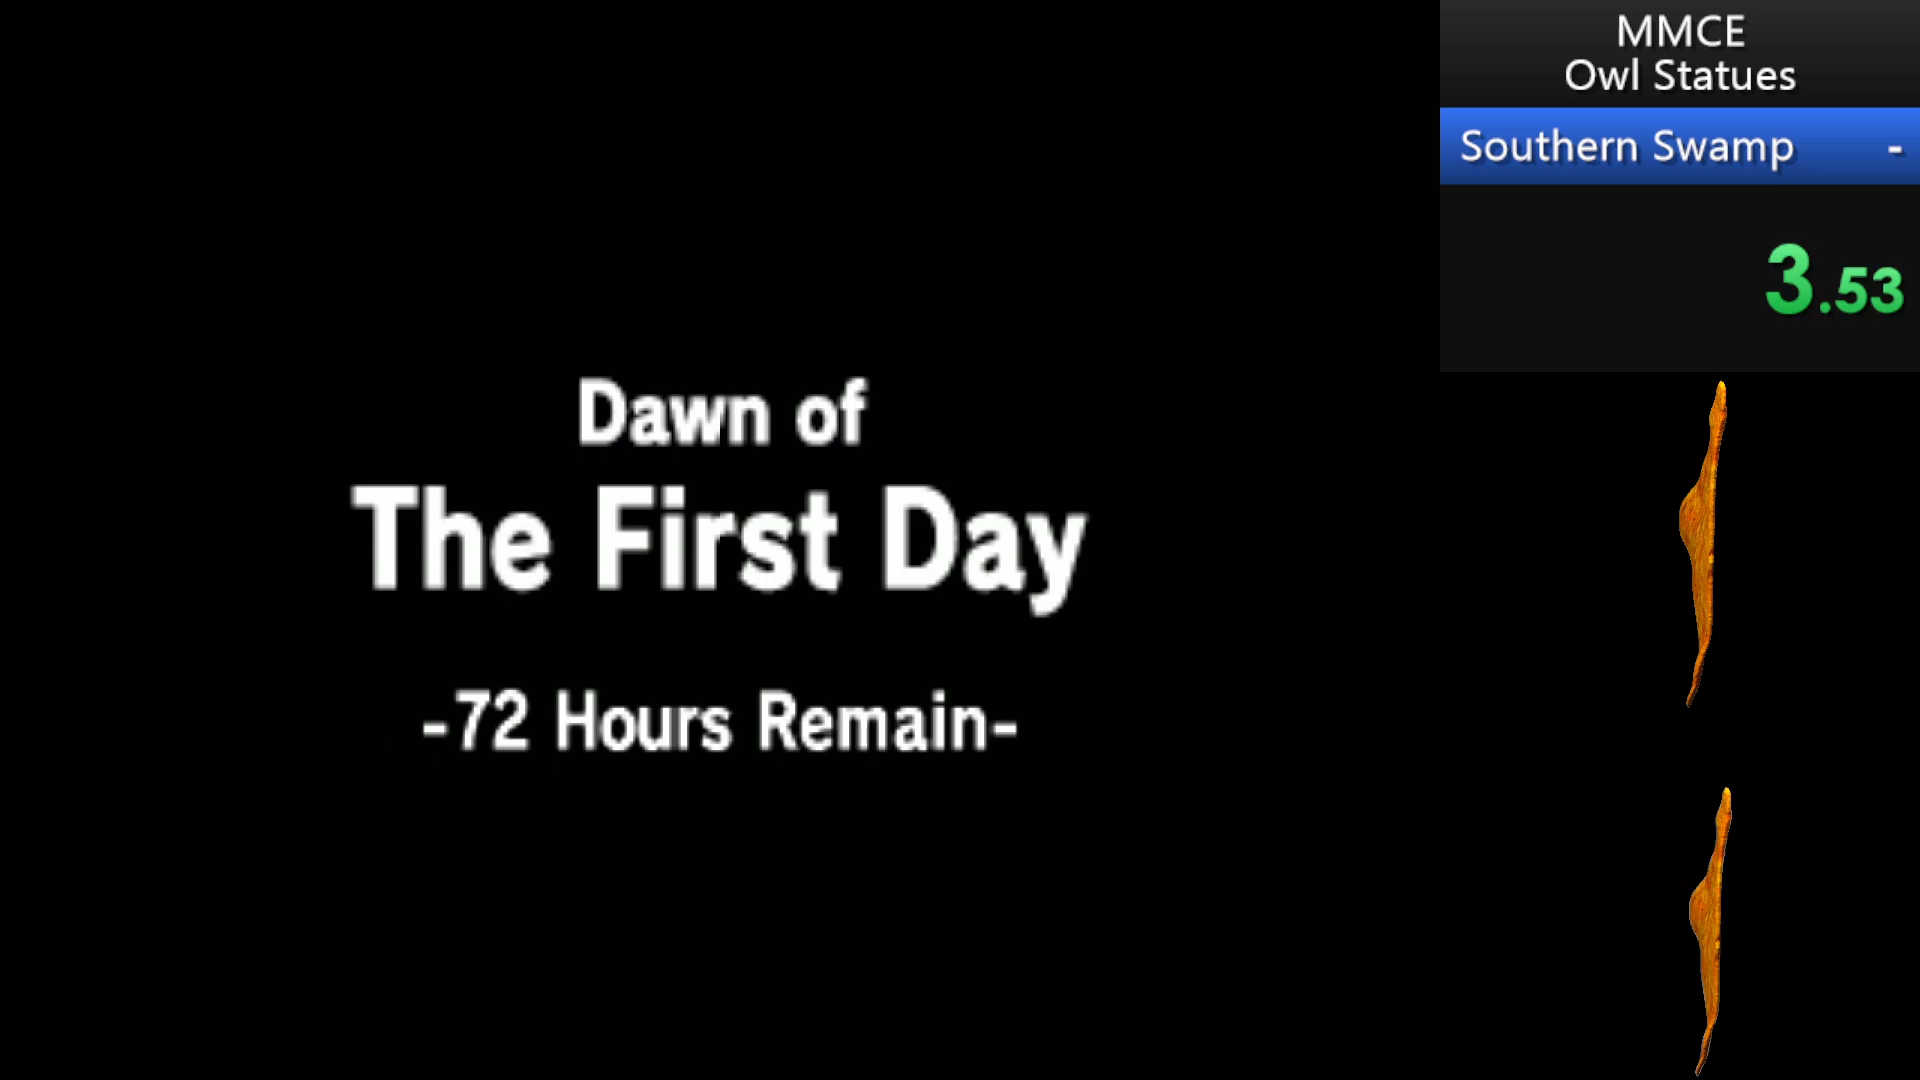 MMCE
Owl Statues
Southern Swamp -
3.53
Dawn of
The First Day
-72 Hours Remain-